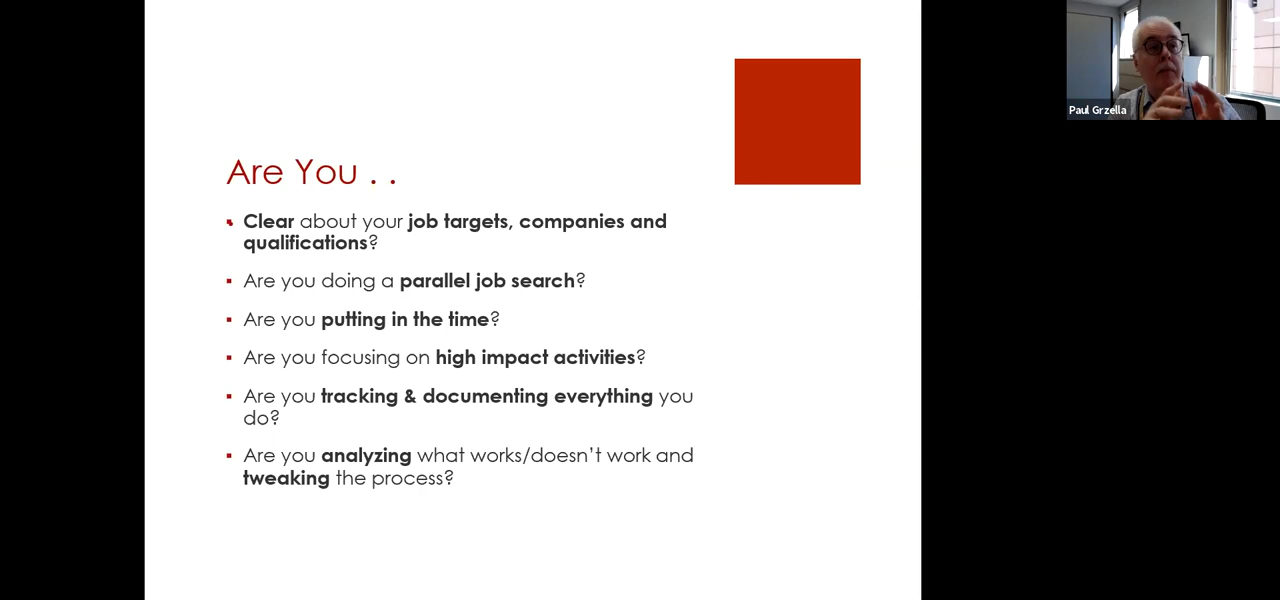 Are You . .
Clear about your job targets, companies and
qualifications?
Are you doing a parallel job search?
Are you putting in the time?
Are you focusing on high impact activities?
Are you tracking & documenting everything you
do?
Are you analyzing what works/doesn't work and
tweaking the process?
Paul Grzella